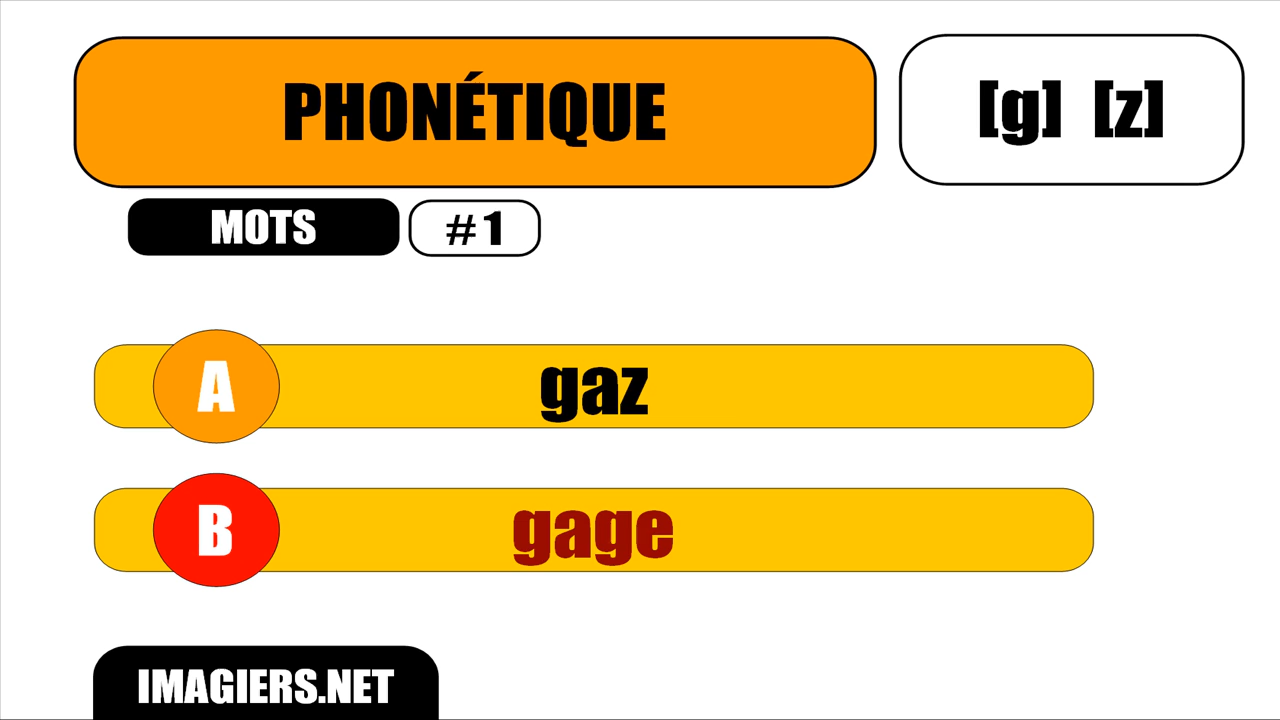 PHONÉTIQUE
[g] [z]
MOTS #1
A gaz
B gage
IMAGIERS.NET